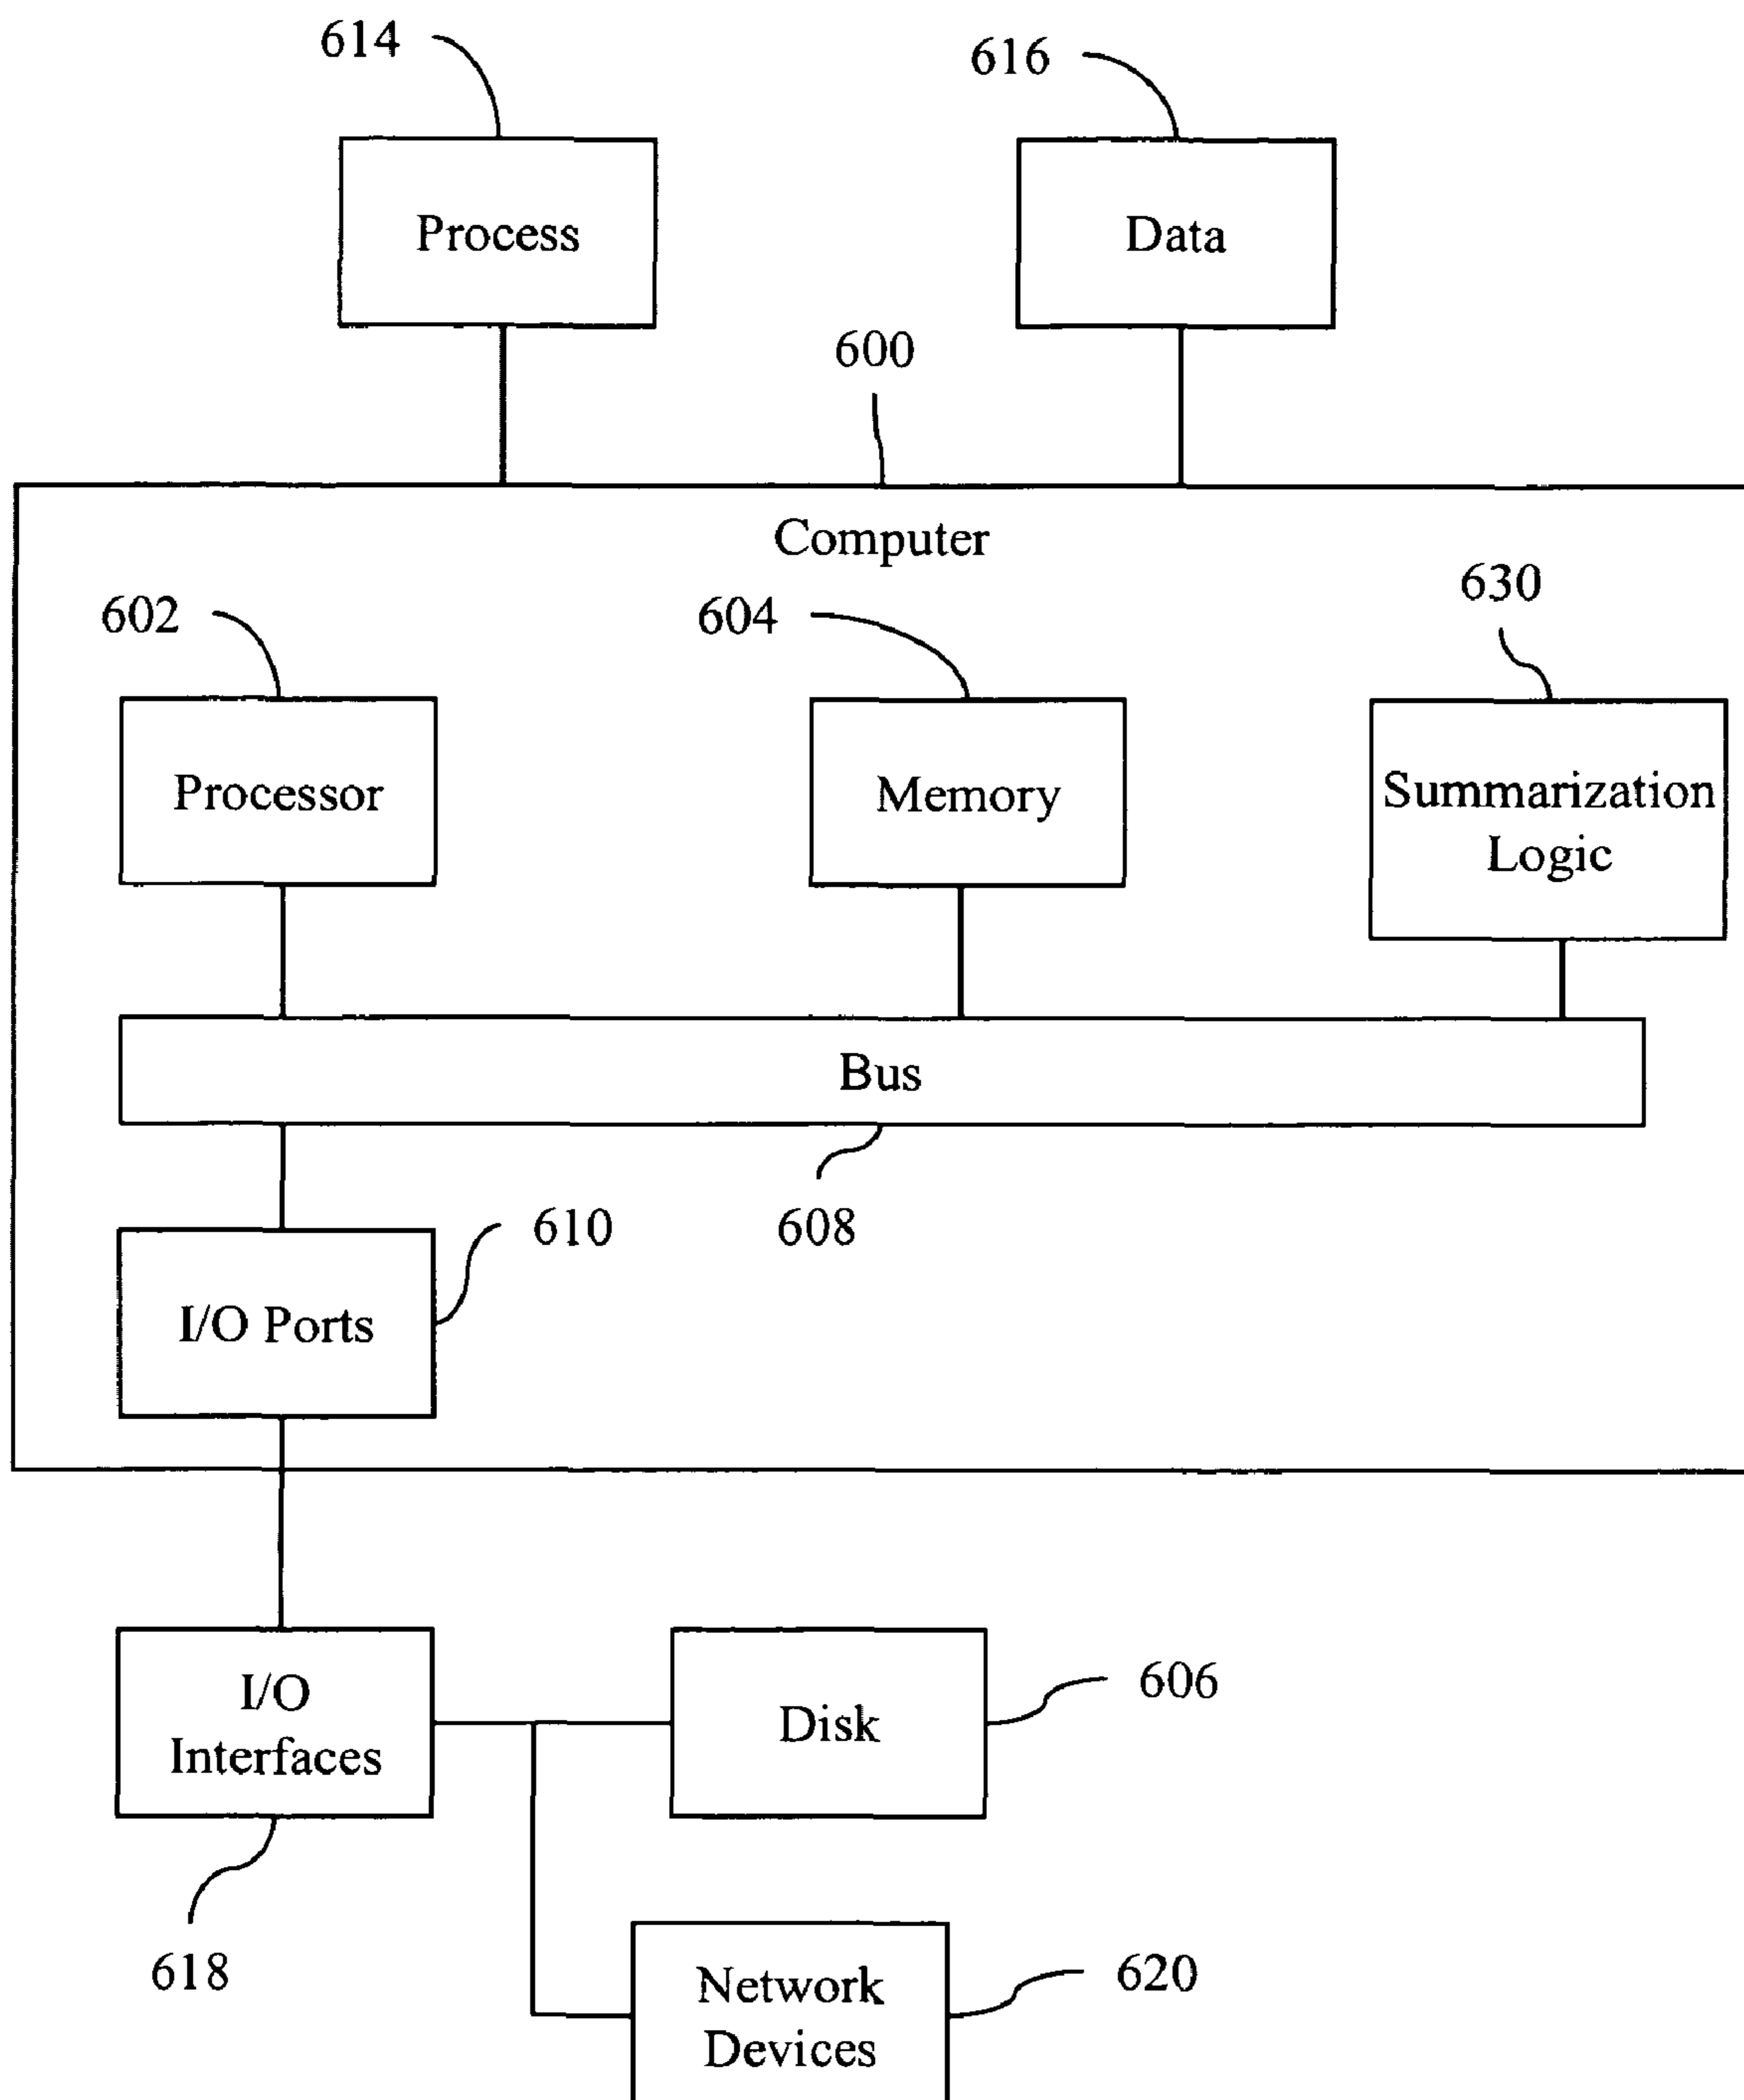 614
616
Process
Data
600
Computer
602
604
630
Processor
Memory
Summarization
Logic
Bus
610
608
I/O Ports
I/O
Interfaces
Disk
606
618
Network
Devices
620